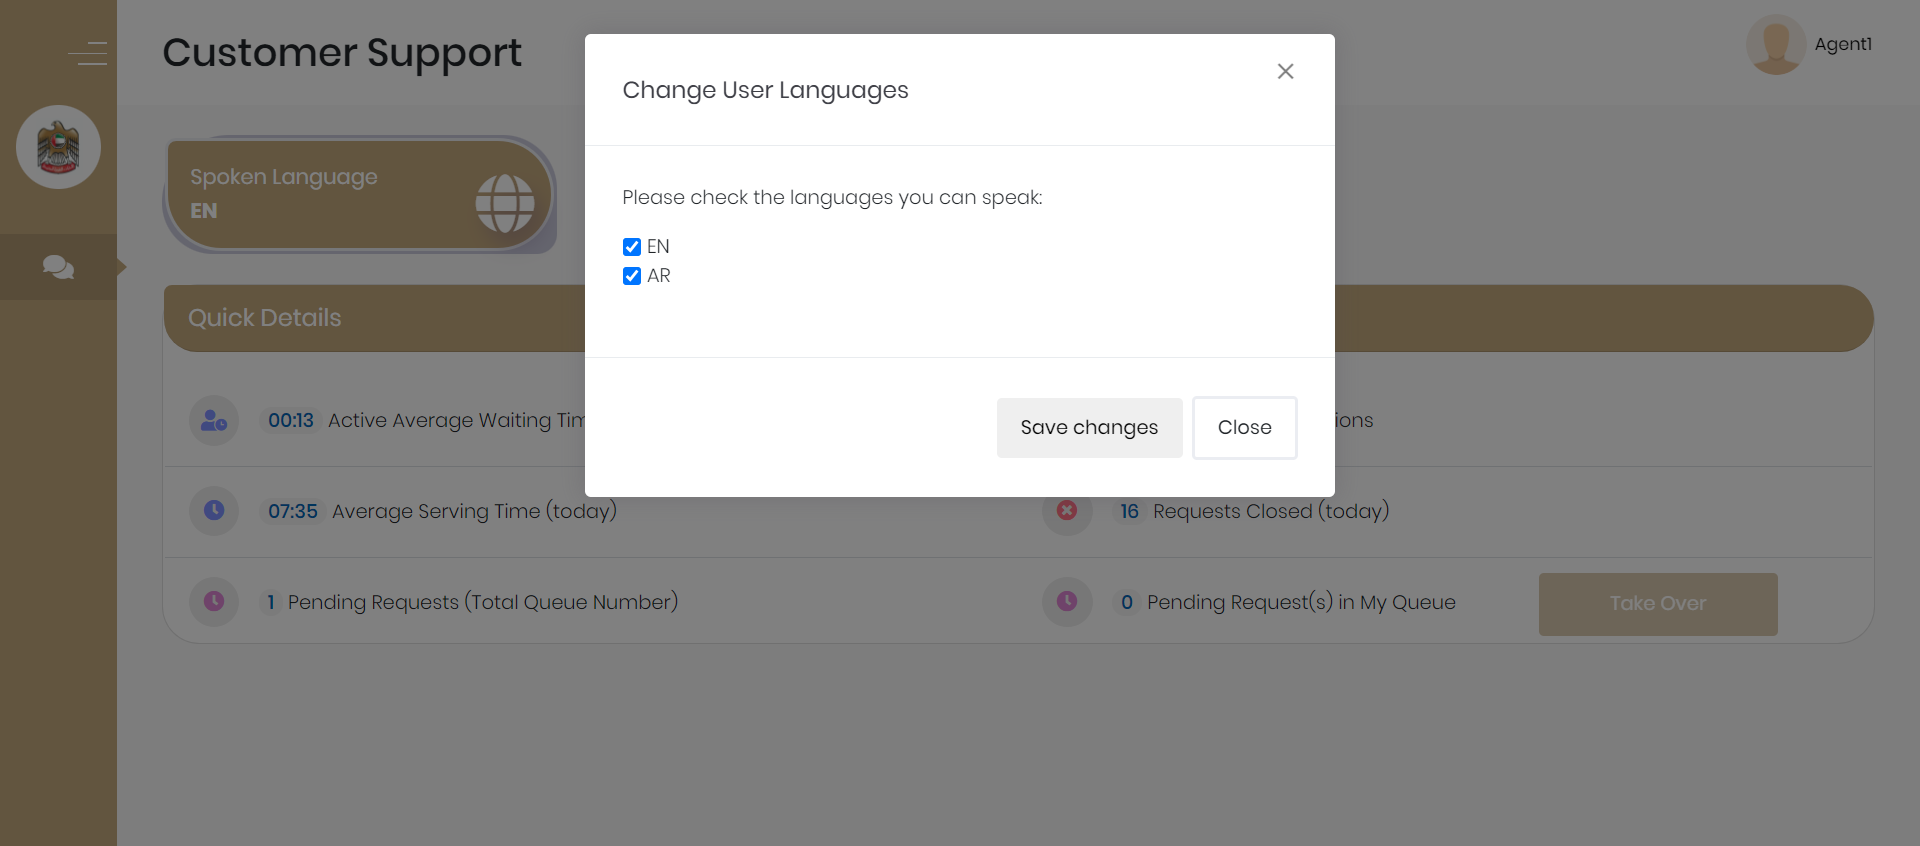 Customer Support
Agent1
Change User Languages
Please check the languages you can speak:
EN
AR
Save changes
Close
Spoken Language
EN
Quick Details
00:13 Active Average Waiting
07:35 Average Serving Time (today)
16 Requests Closed (today)
1 Pending Requests (Total Queue Number)
0 Pending Request(s) in My Queue
Take Over